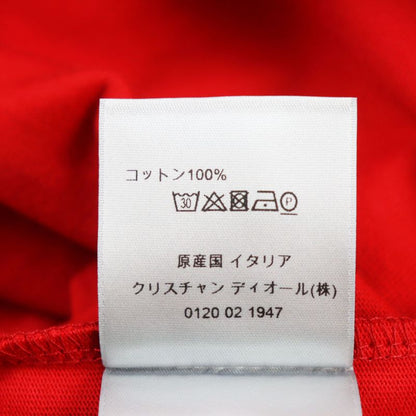 コットン100%
30 P
原産国 イタリア
クリスチャン ディオール(株)
0120 02 1947